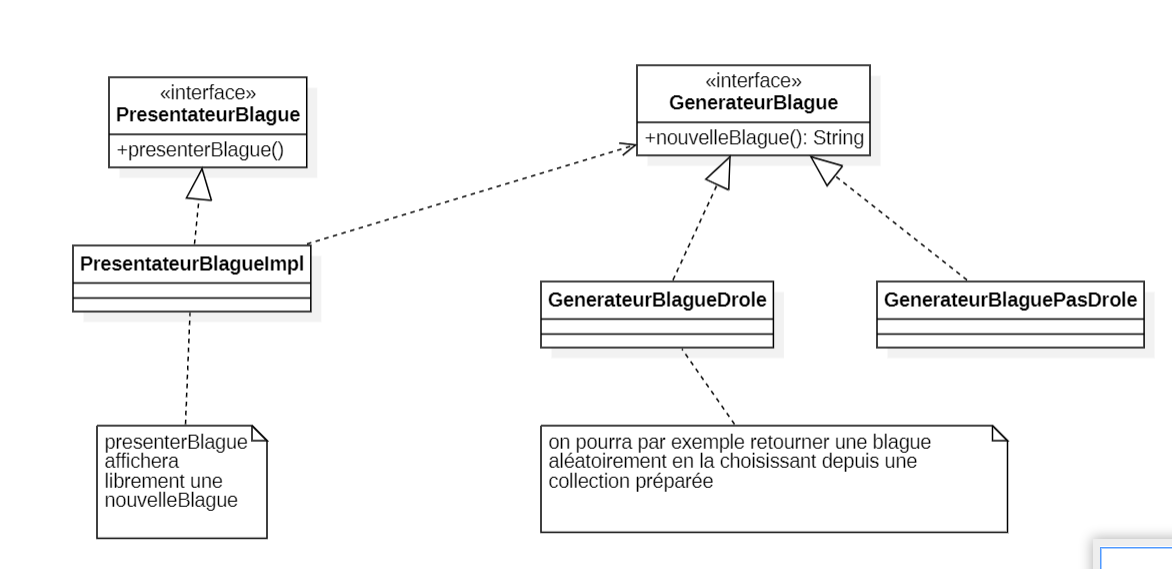 «interface»
PresentateurBlague
+presenterBlague()
«interface»
GenerateurBlague
+nouvelleBlague(): String
PresentateurBlagueImpl
GenerateurBlagueDrole
GenerateurBlaguePasDrole
presenterBlague
affichera
librement une
nouvelleBlague
on pourra par exemple retourner une blague
aléatoirement en la choisissant depuis une
collection préparée